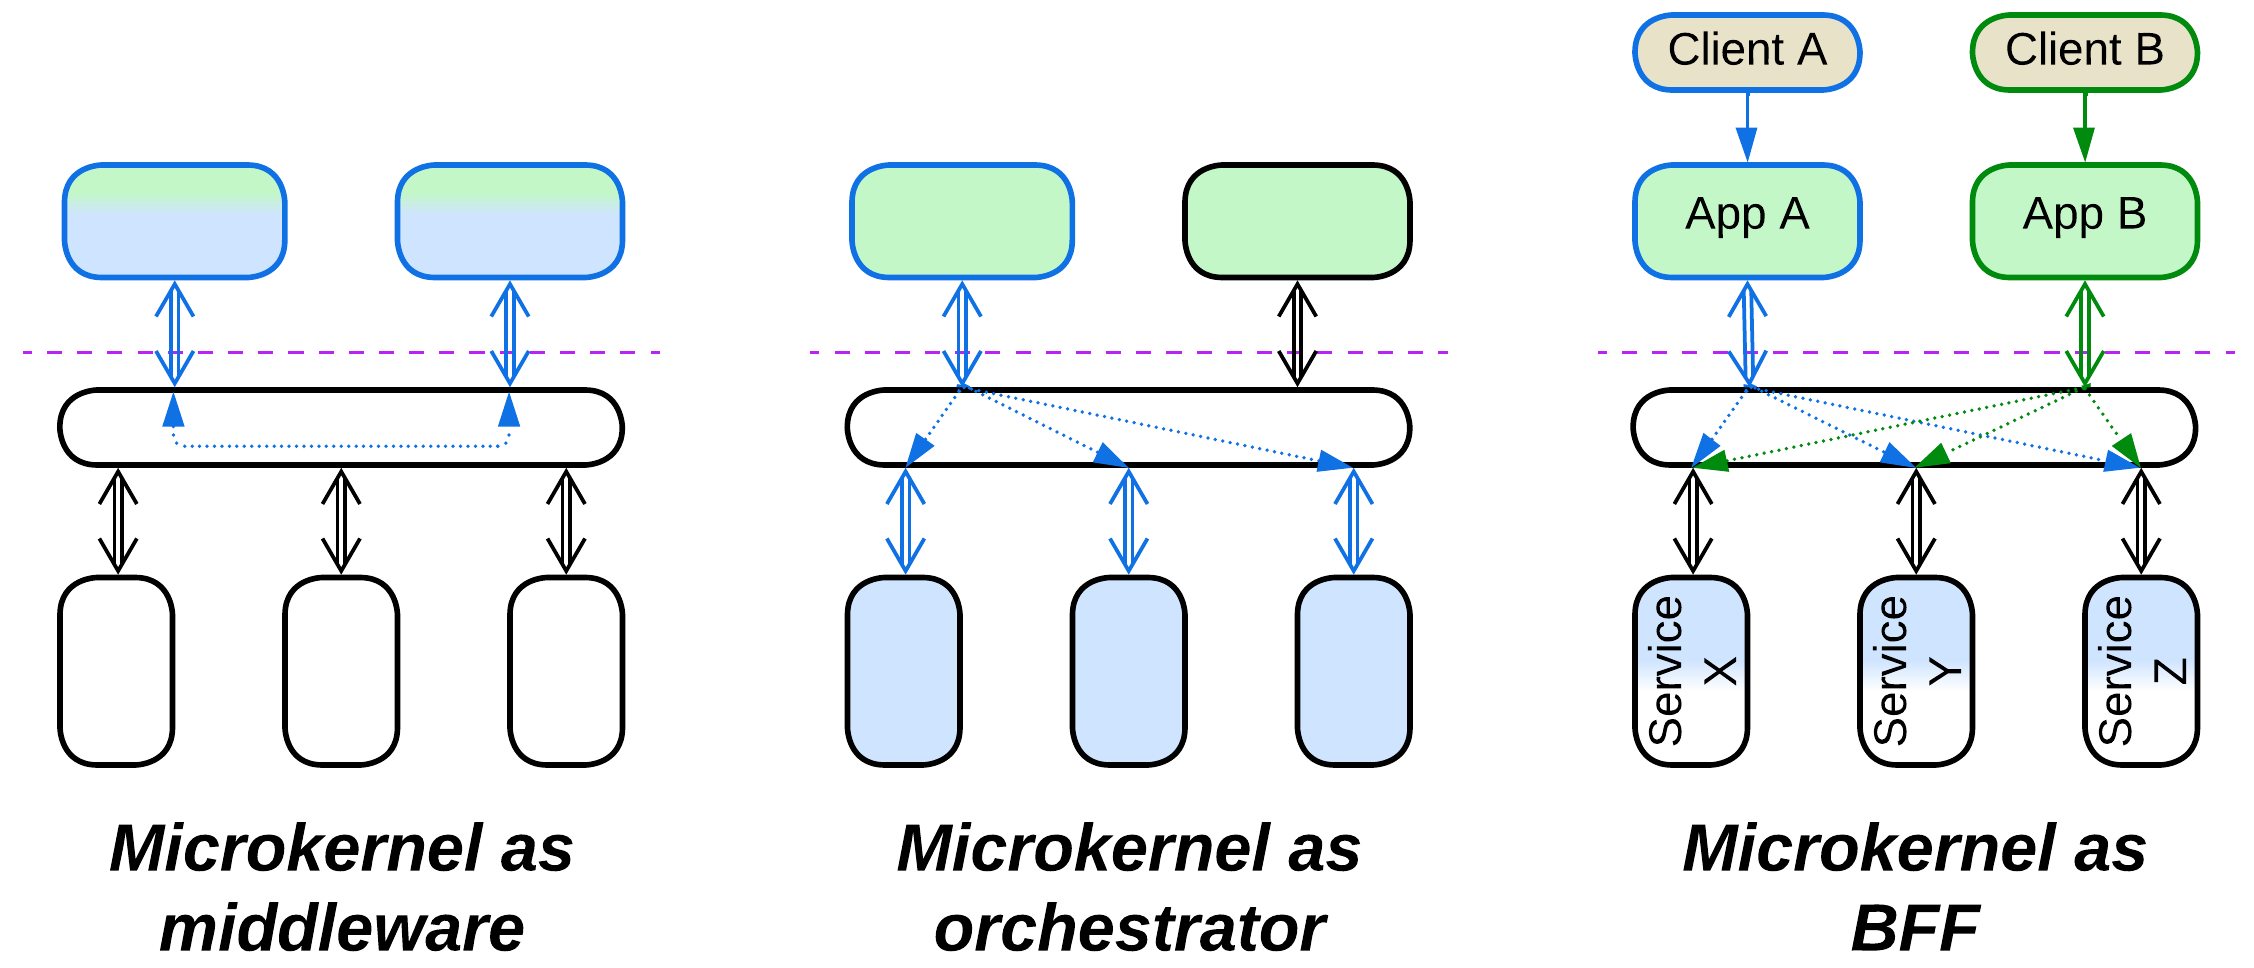 Client A
Client B
App A
App B
Service
X
Service
Y
Service
Z
Microkernel as
middleware
Microkernel as
orchestrator
Microkernel as
BFF